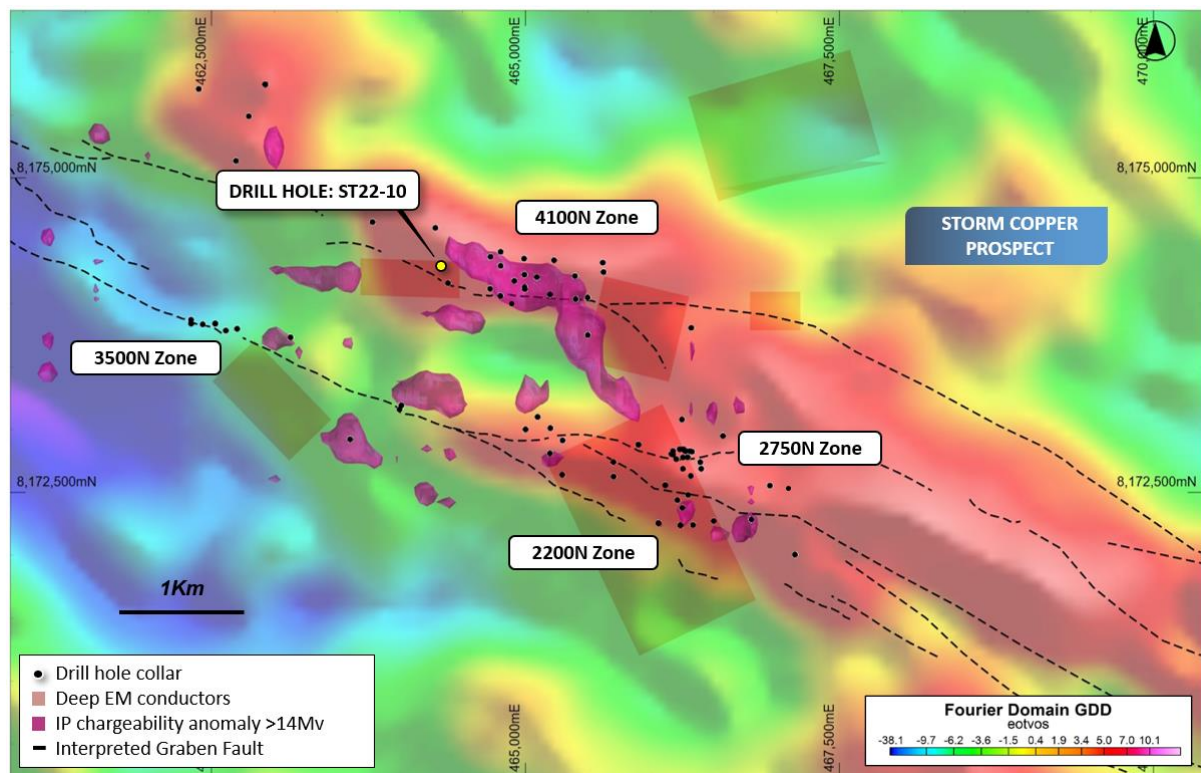 462,500mE
465,000mE
467,500mE
470,000mE
8,175,000mN
8,175,000mN
DRILL HOLE: ST22-10
4100N Zone
STORM COPPER
PROSPECT
3500N Zone
2750N Zone
8,172,500mN
8,172,500mN
2200N Zone
1Km
Drill hole collar
Deep EM conductors
IP chargeability anomaly >14Mv
Interpreted Graben Fault
465,000mE
467,500mE
Fourier Domain GDD
eotvos
-38.1 -9.7 -6.2 -3.6 -1.5 0.4 1.9 3.4 5.0 7.0 10.1